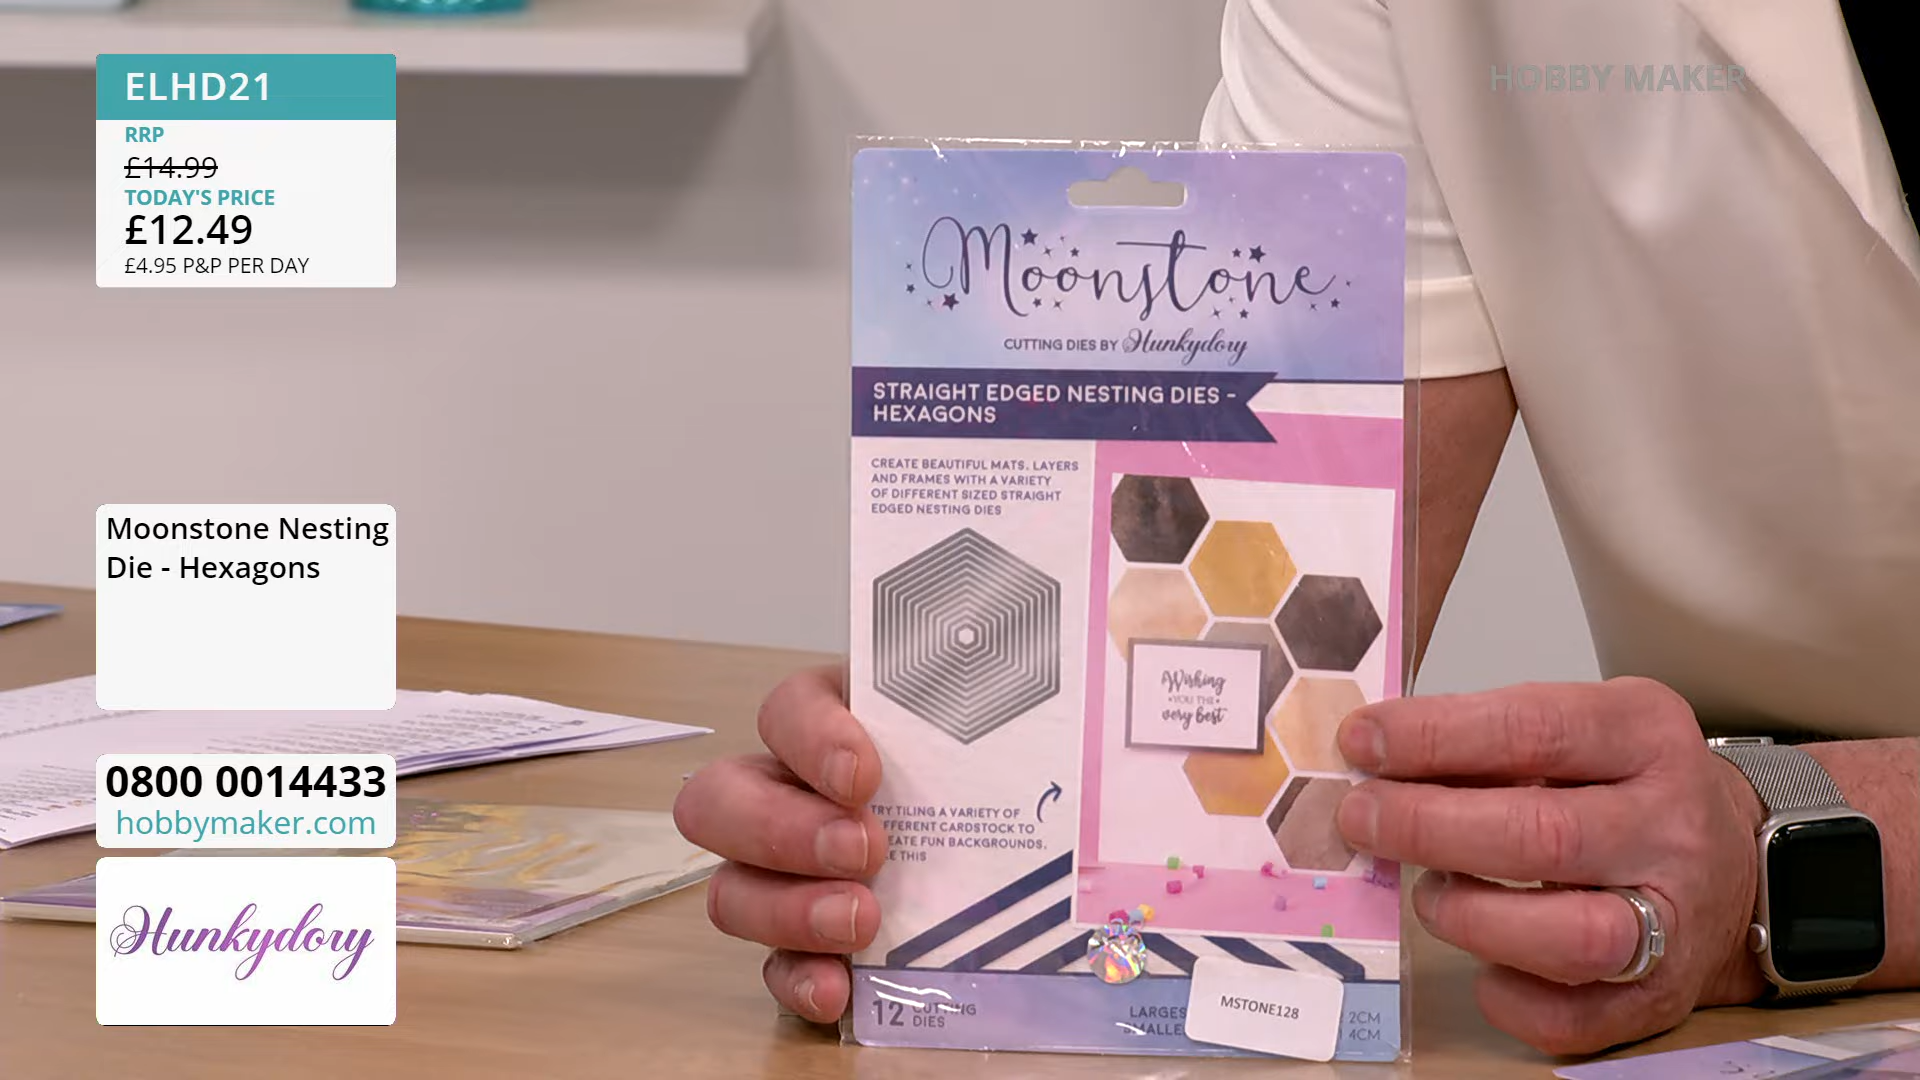 ELHD21
RRP
£14.99
TODAY'S PRICE
£12.49
£4.95 P&P PER DAY
Moonstone Nesting
Die - Hexagons
0800 0014433
hobbymaker.com
Hunkydory
HOBBY MAKER
Moonstone
CUTTING DIES BY Hunkydory
STRAIGHT EDGED NESTING DIES -
HEXAGONS
CREATE BEAUTIFUL MATS, LAYERS
AND FRAMES WITH A VARIETY
OF DIFFERENT SIZED STRAIGHT
EDGED NESTING DIES
Wishing
YOU THE
very best
TRY TILING A VARIETY OF
FFERENT CARDSTOCK TO
EATE FUN BACKGROUNDS,
E THIS
12 CUTTING
DIES
LARGES
SMALLE
MSTONE128
2CM
4CM